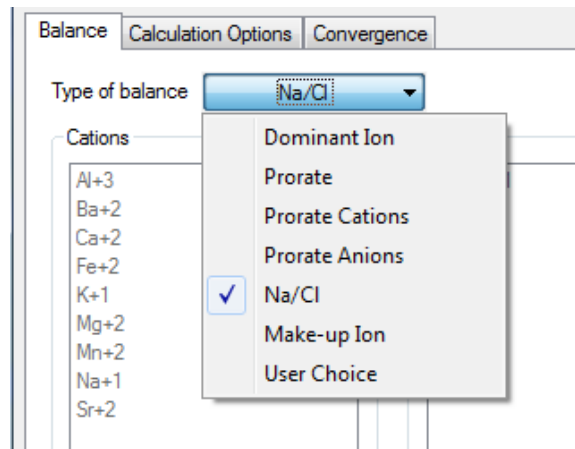 Balance Calculation Options Convergence
Type of balance Na/Cl
Cations
Dominant Ion
Prorate
Prorate Cations
Prorate Anions
Na/Cl
Make-up Ion
User Choice
Al+3
Ba+2
Ca+2
Fe+2
K+1
Mg+2
Mn+2
Na+1
Sr+2